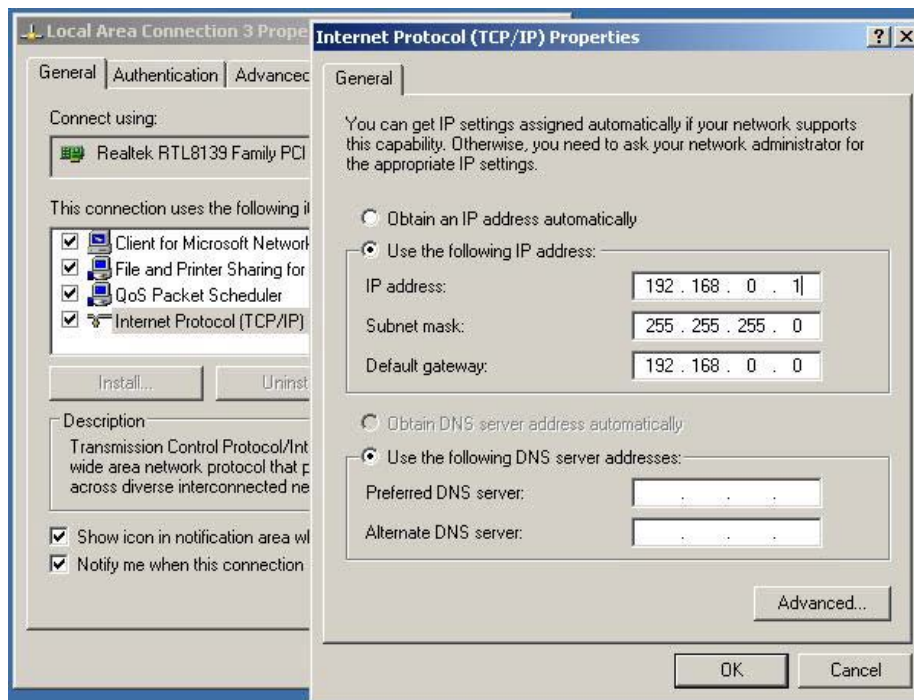 Local Area Connection 3 Prope
General
Authentication
Advanced
Connect using:
Realtek RTL8139 Family PCI
This connection uses the following i
Client for Microsoft Network
File and Printer Sharing for
QoS Packet Scheduler
Internet Protocol (TCP/IP)
Install...
Uninst
Description
Transmission Control Protocol/Int
wide area network protocol that p
across diverse interconnected ne
Show icon in notification area wh
Notify me when this connection
Internet Protocol (TCP/IP) Properties
General
You can get IP settings assigned automatically if your network supports
this capability. Otherwise, you need to ask your network administrator for
the appropriate IP settings.
Obtain an IP address automatically
Use the following IP address:
IP address: 192 . 168 . 0 . 1
Subnet mask: 255 . 255 . 255 . 0
Default gateway: 192 . 168 . 0 . 0
Obtain DNS server address automatically
Use the following DNS server addresses:
Preferred DNS server: . . .
Alternate DNS server: . . .
Advanced...
OK
Cancel